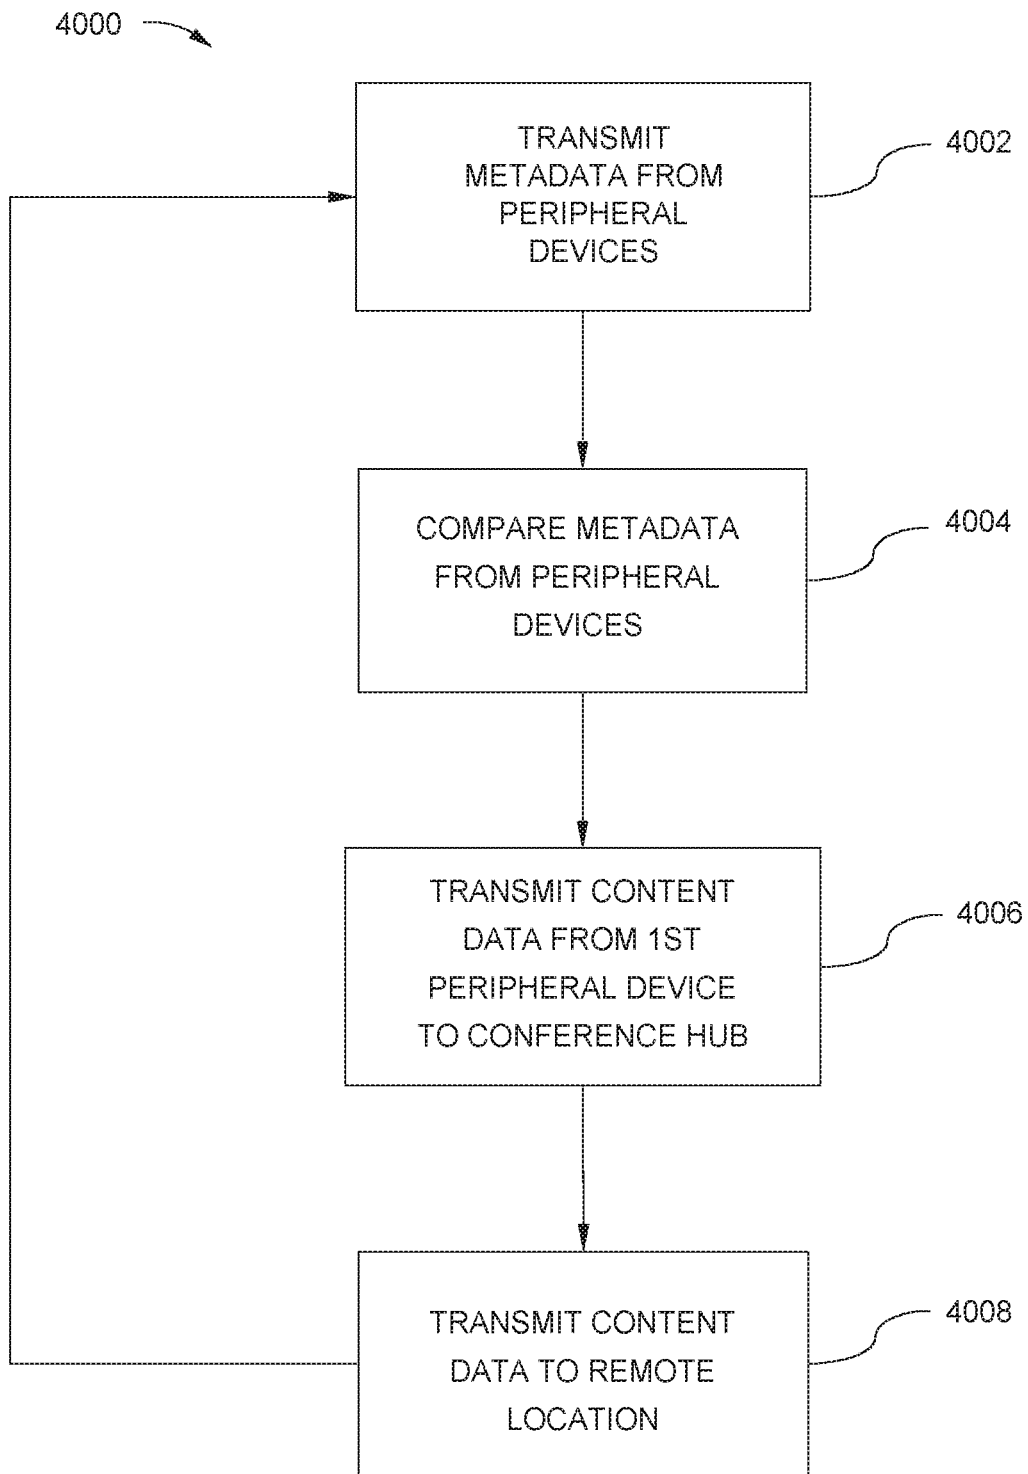 4000
TRANSMIT
METADATA FROM
PERIPHERAL
DEVICES
4002
COMPARE METADATA
FROM PERIPHERAL
DEVICES
4004
TRANSMIT CONTENT
DATA FROM 1ST
PERIPHERAL DEVICE
TO CONFERENCE HUB
4006
TRANSMIT CONTENT
DATA TO REMOTE
LOCATION
4008